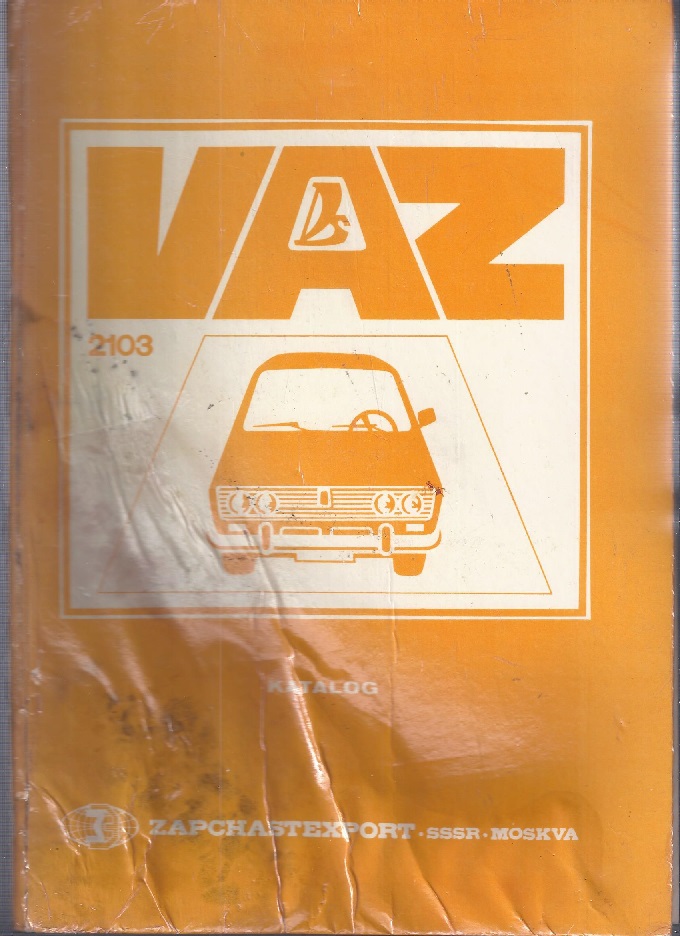 VAZ
2103
KATALOG
ZAPCHASTEXPORT · SSSR · MOSKVA